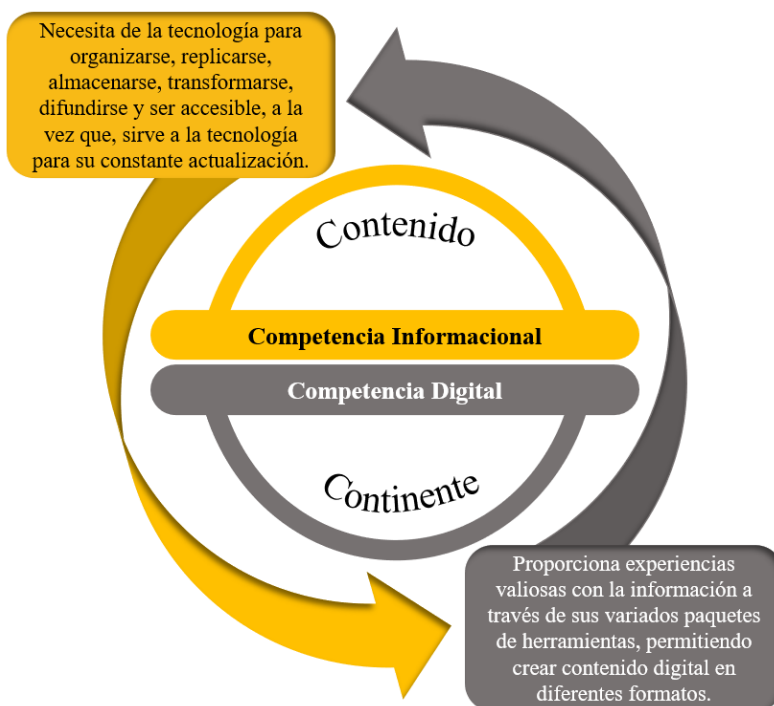 Necesita de la tecnología para
organizarse, replicarse,
almacenarse, transformarse,
difundirse y ser accesible, a la
vez que, sirve a la tecnología
para su constante actualización.
Contenido
Competencia Informacional
Competencia Digital
Continente
Proporciona experiencias
valiosas con la información a
través de sus variados paquetes
de herramientas, permitiendo
crear contenido digital en
diferentes formatos.